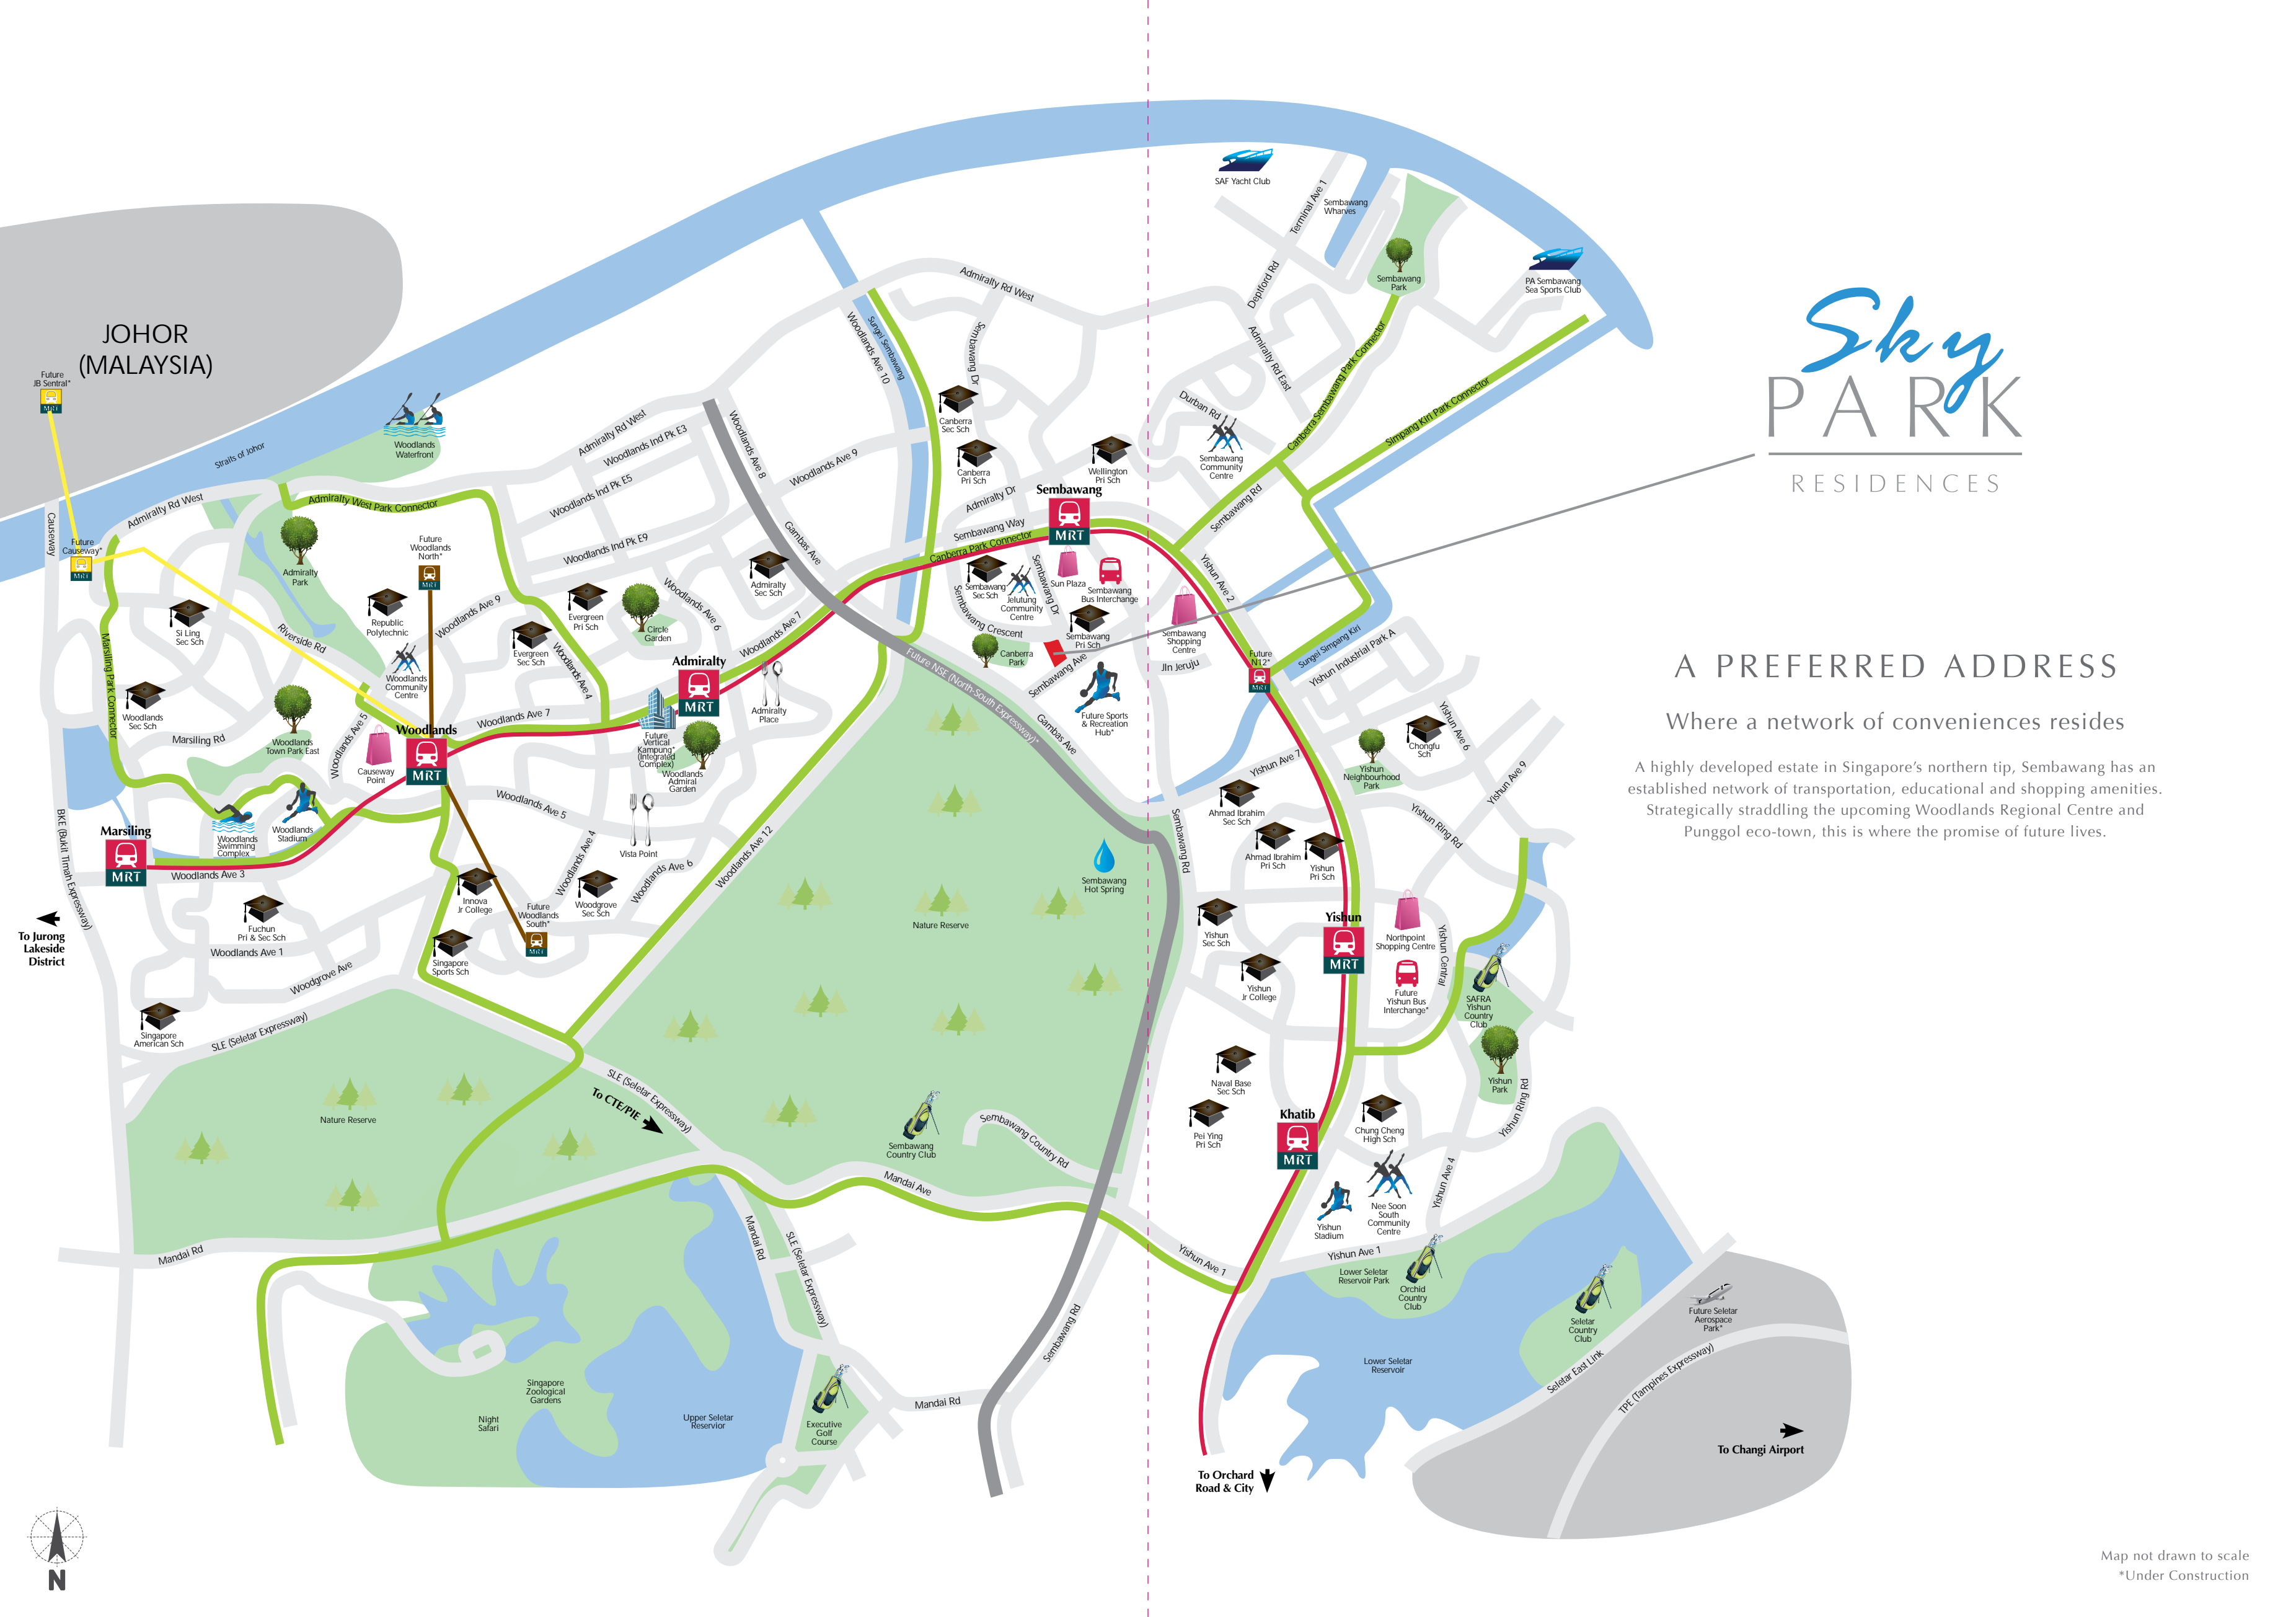 SAF Yacht Club
Terminal Ave 1
Sembawang
Wharves
Deptford Rd
Sembawang
Park
PA Sembawang
Sea Sports Club
Admiralty Rd West
Sungei Sembawang
Woodlands Ave 10
Sembawang Dr
Admiralty Rd East
Canberra Sembawang Park Connector
Simpang Kiri Park Connector
Sky
PARK
RESIDENCES
JOHOR
(MALAYSIA)
Future
JB Sentral*
MRT
Straits of Johor
Woodlands
Waterfront
Admiralty Rd West
Woodlands Ind Pk E3
Woodlands Ind Pk E5
Woodlands Ind Pk E9
Woodlands Ave 8
Woodlands Ave 9
Gambas Ave
Canberra
Sec Sch
Canberra
Pri Sch
Durban Rd
Sembawang
Community
Centre
Wellington
Pri Sch
Admiralty Dr
Sembawang
MRT
Sembawang Way
Canberra Park Connector
Sembawang Rd
Causeway
Admiralty Rd West
Admiralty West Park Connector
Future
Causeway*
MRT
Admiralty
Park
Future
Woodlands
North*
MRT
Si Ling
Sec Sch
Republic
Polytechnic
Riverside Rd
Woodlands Ave 9
Evergreen
Pri Sch
Evergreen
Sec Sch
Woodlands Ave 4
Circle
Garden
Woodlands Ave 6
Admiralty
Sec Sch
Woodlands Ave 7
Sembawang
Sec Sch
Jelutung
Community
Centre
Sembawang Dr
Sun Plaza
Sembawang
Bus Interchange
Sembawang Crescent
Sembawang
Pri Sch
Canberra
Park
Sembawang Ave
Sembawang
Shopping
Centre
Jln Jeruju
Yishun Ave 2
Future
N12*
MRT
Sungei Simpang Kiri
Yishun Industrial Park A
Marsiling Park Connector
Woodlands
Sec Sch
Marsiling Rd
Woodlands
Town Park East
Woodlands
Community
Centre
Woodlands Ave 5
Causeway
Point
Woodlands
MRT
Woodlands Ave 7
Admiralty
MRT
Admiralty
Place
Future
Vertical
Kampung*
(Integrated
Complex)
Woodlands
Admiral
Garden
Future NSE (North-South Expressway)*
Gambas Ave
Future Sports
& Recreation
Hub*
A PREFERRED ADDRESS
Where a network of conveniences resides
A highly developed estate in Singapore’s northern tip, Sembawang has an
established network of transportation, educational and shopping amenities.
Strategically straddling the upcoming Woodlands Regional Centre and
Punggol eco-town, this is where the promise of future lives.
BKE (Bukit Timah Expressway)
Marsiling
MRT
Woodlands
Swimming
Complex
Woodlands
Stadium
Woodlands Ave 3
Woodlands Ave 5
Vista Point
Woodlands Ave 4
Woodlands Ave 6
Woodlands Ave 12
Sembawang
Hot Spring
Sembawang Rd
Yishun Ave 7
Ahmad Ibrahim
Sec Sch
Ahmad Ibrahim
Pri Sch
Yishun
Pri Sch
Yishun
Neighbourhood
Park
Chongfu
Sch
Yishun Ave 6
Yishun Ave 9
Yishun Ring Rd
To Jurong
Lakeside
District
Fuchun
Pri & Sec Sch
Woodlands Ave 1
Woodgrove Ave
Innova
Jr College
Singapore
Sports Sch
Future
Woodlands
South*
MRT
Woodgrove
Sec Sch
Nature Reserve
Yishun
Sec Sch
Yishun
Jr College
Yishun
MRT
Northpoint
Shopping Centre
Future
Yishun Bus
Interchange*
Yishun Central
SAFRA
Yishun
Country
Club
Yishun
Park
Yishun Ring Rd
Singapore
American Sch
SLE (Seletar Expressway)
Nature Reserve
SLE (Seletar Expressway)
To CTE/PIE
Sembawang
Country Club
Sembawang Country Rd
Naval Base
Sec Sch
Pei Ying
Pri Sch
Khatib
MRT
Chung Cheng
High Sch
Yishun
Stadium
Nee Soon
South
Community
Centre
Yishun Ave 4
Mandai Rd
Mandai Ave
Mandai Rd
SLE (Seletar Expressway)
Yishun Ave 1
Yishun Ave 1
Lower Seletar
Reservoir Park
Orchid
Country
Club
Seletar
Country
Club
Future Seletar
Aerospace
Park*
Sembawang Rd
Lower Seletar
Reservoir
Seletar East Link
TPE (Tampines Expressway)
Singapore
Zoological
Gardens
Night
Safari
Upper Seletar
Reservior
Executive
Golf
Course
Mandai Rd
To Changi Airport
To Orchard
Road & City
N
Map not drawn to scale
*Under Construction